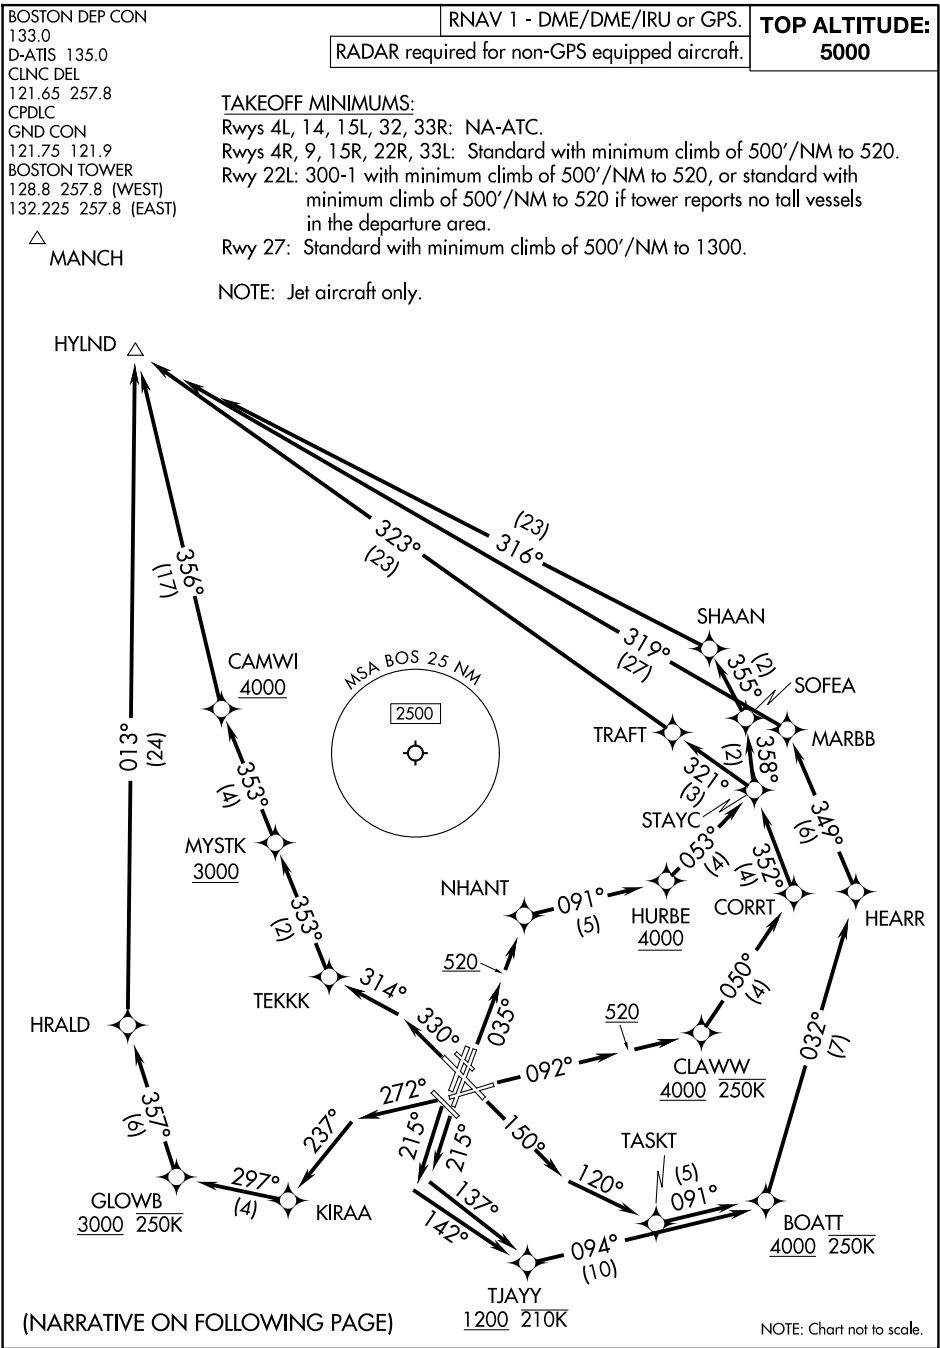 BOSTON DEP CON
133.0
D-ATIS 135.0
CLNC DEL
121.65 257.8
CPDLC
GND CON
121.75 121.9
BOSTON TOWER
128.8 257.8 (WEST)
132.225 257.8 (EAST)
RNAV 1 - DME/DME/IRU or GPS.
RADAR required for non-GPS equipped aircraft.
TOP ALTITUDE:
5000
TAKEOFF MINIMUMS:
Rwys 4L, 14, 15L, 32, 33R: NA-ATC.
Rwys 4R, 9, 15R, 22R, 33L: Standard with minimum climb of 500'/NM to 520.
Rwy 22L: 300-1 with minimum climb of 500'/NM to 520, or standard with
minimum climb of 500'/NM to 520 if tower reports no tall vessels
in the departure area.
Rwy 27: Standard with minimum climb of 500'/NM to 1300.
NOTE: Jet aircraft only.
MANCH
HYLND
323°
(23)
(23)
316°
319°
(27)
356°
(17)
SHAAN
355°
(2)
SOFEA
CAMWI
4000
MSA BOS 25 NM
2500
TRAFT
MARBB
013°
(24)
321°
(3)
(2)
358°
STAYC
353°
(4)
MYSTK
3000
053°
(4)
352°
(4)
349°
(6)
NHANT
091°
(5)
HURBE
4000
CORRT
HEARR
353°
(2)
520
TEKKK
314°
330°
035°
520
050°
(4)
HRALD
092°
CLAWW
4000 250K
032°
(7)
272°
237°
215°
215°
150°
120°
TASKT
(5)
091°
357°
(6)
GLOWB
3000 250K
297°
(4)
KIRAA
137°
142°
BOATT
4000 250K
094°
(10)
TJAYY
1200 210K
(NARRATIVE ON FOLLOWING PAGE)
NOTE: Chart not to scale.